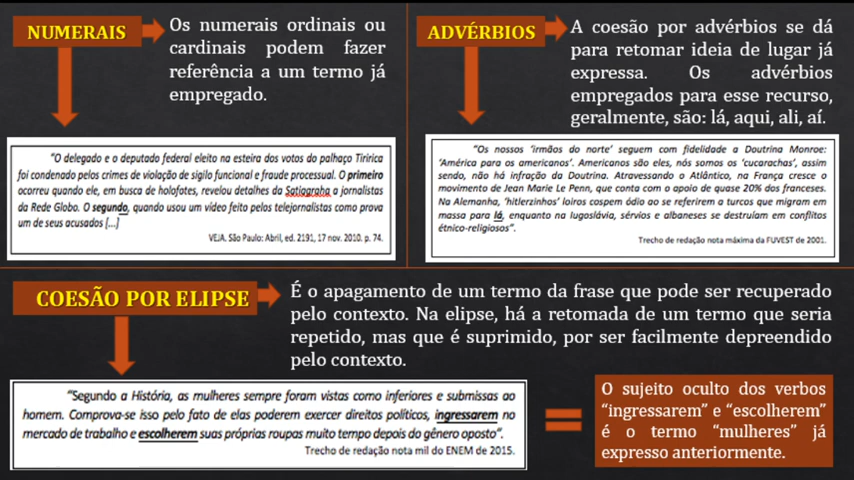 NUMERAIS
Os numerais ordinais ou
cardinais podem fazer
referência a um termo já
empregado.
"O delegado e o deputado federal eleito na esteira dos votos do palhaço Tiririca
foi condenado pelos crimes de violação de sigilo funcional e fraude processual. O primeiro
ocorreu quando ele, em busca de holofotes, revelou detalhes da Satiagraha a jornalistas
da Rede Globo. O segundo, quando usou um vídeo feito pelos telejornalistas como prova
um de seus acusados [...]
VEJA. São Paulo: Abril, ed. 2191, 17 nov. 2010. p. 74.
ADVÉRBIOS
A coesão por advérbios se dá
para retomar ideia de lugar já
expressa. Os advérbios
empregados para esse recurso,
geralmente, são: lá, aqui, ali, aí.
"Os nossos 'irmãos do norte' seguem com fidelidade a Doutrina Monroe:
'América para os americanos'. Americanos são eles, nós somos os 'cucarachas', assim
sendo, não há infração da Doutrina. Atravessando o Atlântico, na França cresce o
movimento de Jean Marie Le Penn, que conta com o apoio de quase 20% dos franceses.
Na Alemanha, 'hitlerzinhos' loiros cospem ódio ao se referirem a turcos que migram em
massa para lá, enquanto na Iugoslávia, sérvios e albaneses se destruíam em conflitos
étnico-religiosos".
Trecho de redação nota máxima da FUVEST de 2001.
COESÃO POR ELIPSE
É o apagamento de um termo da frase que pode ser recuperado
pelo contexto. Na elipse, há a retomada de um termo que seria
repetido, mas que é suprimido, por ser facilmente depreendido
pelo contexto.
"Segundo a História, as mulheres sempre foram vistas como inferiores e submissas ao
homem. Comprova-se isso pelo fato de elas poderem exercer direitos políticos, ingressarem no
mercado de trabalho e escolherem suas próprias roupas muito tempo depois do gênero oposto".
Trecho de redação nota mil do ENEM de 2015.
O sujeito oculto dos verbos
"ingressarem" e "escolherem"
é o termo "mulheres" já
expresso anteriormente.